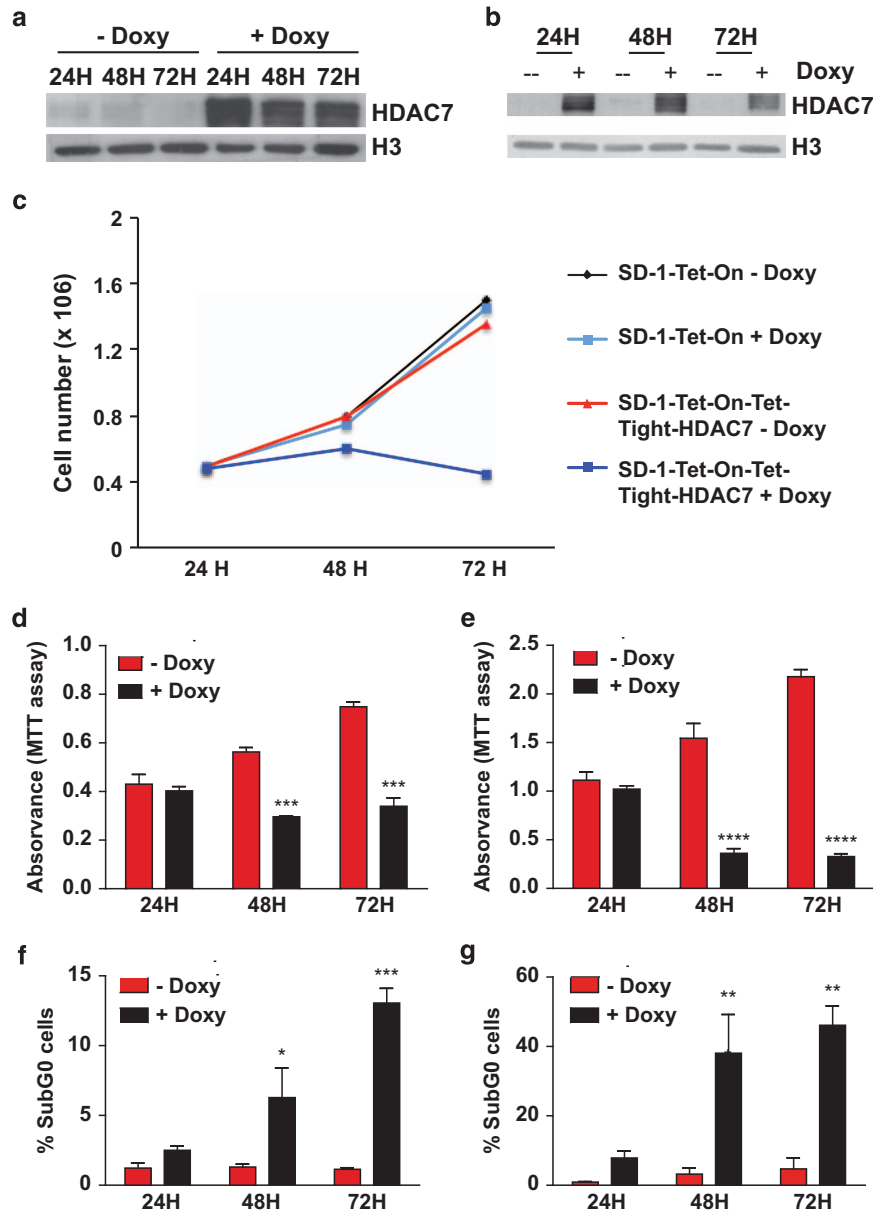 a
- Doxy + Doxy
24H 48H 72H 24H 48H 72H
HDAC7
H3
b
24H 48H 72H
-- + -- + -- + Doxy
HDAC7
H3
c
Cell number (x 106)
2
1.6
1.2
0.8
0.4
0
24 H 48 H 72 H
SD-1-Tet-On - Doxy
SD-1-Tet-On + Doxy
SD-1-Tet-On-Tet-
Tight-HDAC7 - Doxy
SD-1-Tet-On-Tet-
Tight-HDAC7 + Doxy
d
Absorvance (MTT assay)
1.0
0.8
0.6
0.4
0.2
0.0
- Doxy
+ Doxy
***
***
24H 48H 72H
e
Absorvance (MTT assay)
2.5
2.0
1.5
1.0
0.5
0.0
- Doxy
+ Doxy
****
****
24H 48H 72H
f
% SubG0 cells
15
10
5
0
- Doxy
+ Doxy
*
***
24H 48H 72H
g
% SubG0 cells
60
40
20
0
- Doxy
+ Doxy
**
**
24H 48H 72H